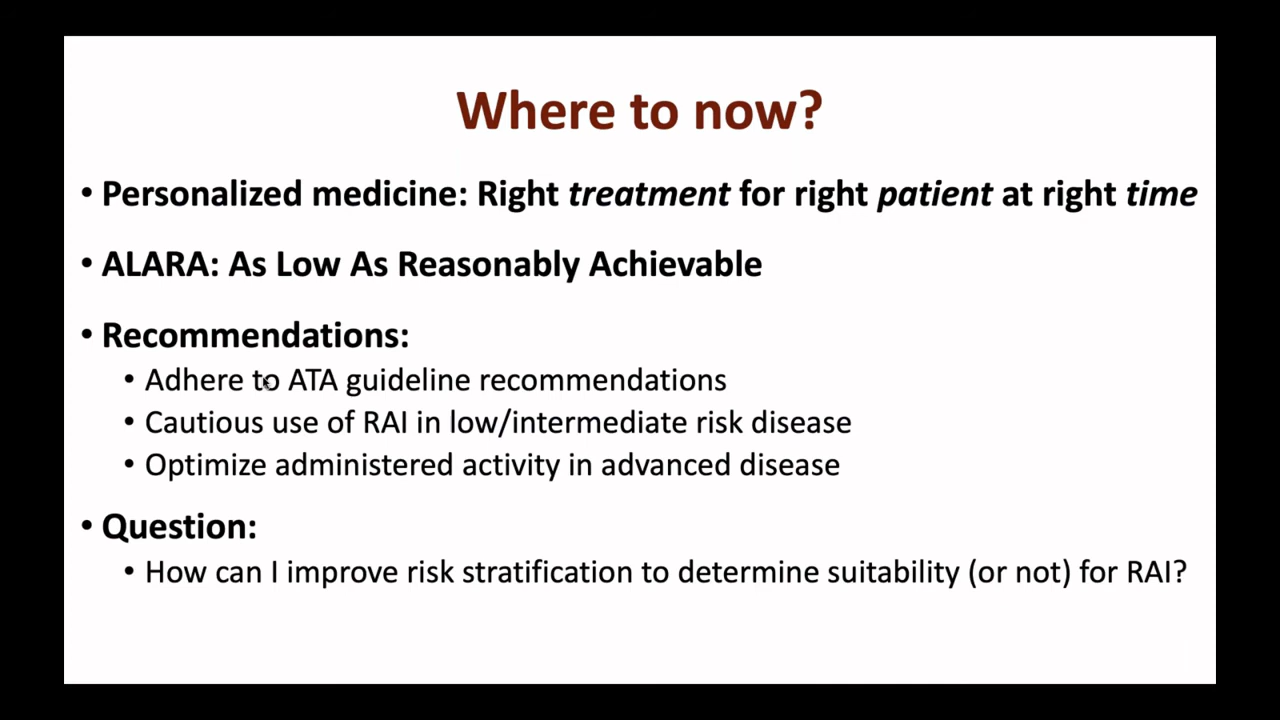 Where to now?
• Personalized medicine: Right treatment for right patient at right time
• ALARA: As Low As Reasonably Achievable
• Recommendations:
• Adhere to ATA guideline recommendations
• Cautious use of RAI in low/intermediate risk disease
• Optimize administered activity in advanced disease
• Question:
• How can I improve risk stratification to determine suitability (or not) for RAI?